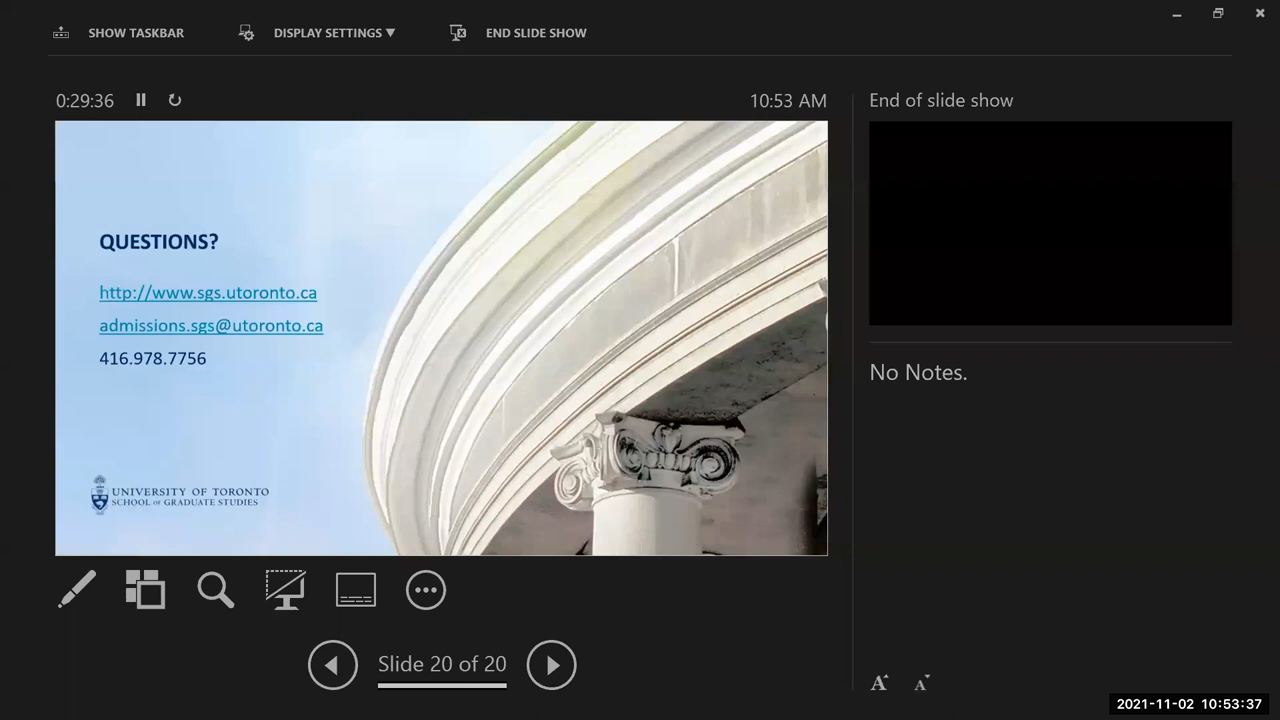 SHOW TASKBAR
DISPLAY SETTINGS ▼
END SLIDE SHOW
0:29:36
10:53 AM
End of slide show
QUESTIONS?
http://www.sgs.utoronto.ca
admissions.sgs@utoronto.ca
416.978.7756
UNIVERSITY OF TORONTO
SCHOOL OF GRADUATE STUDIES
No Notes.
Slide 20 of 20
A A
2021-11-02 10:53:37